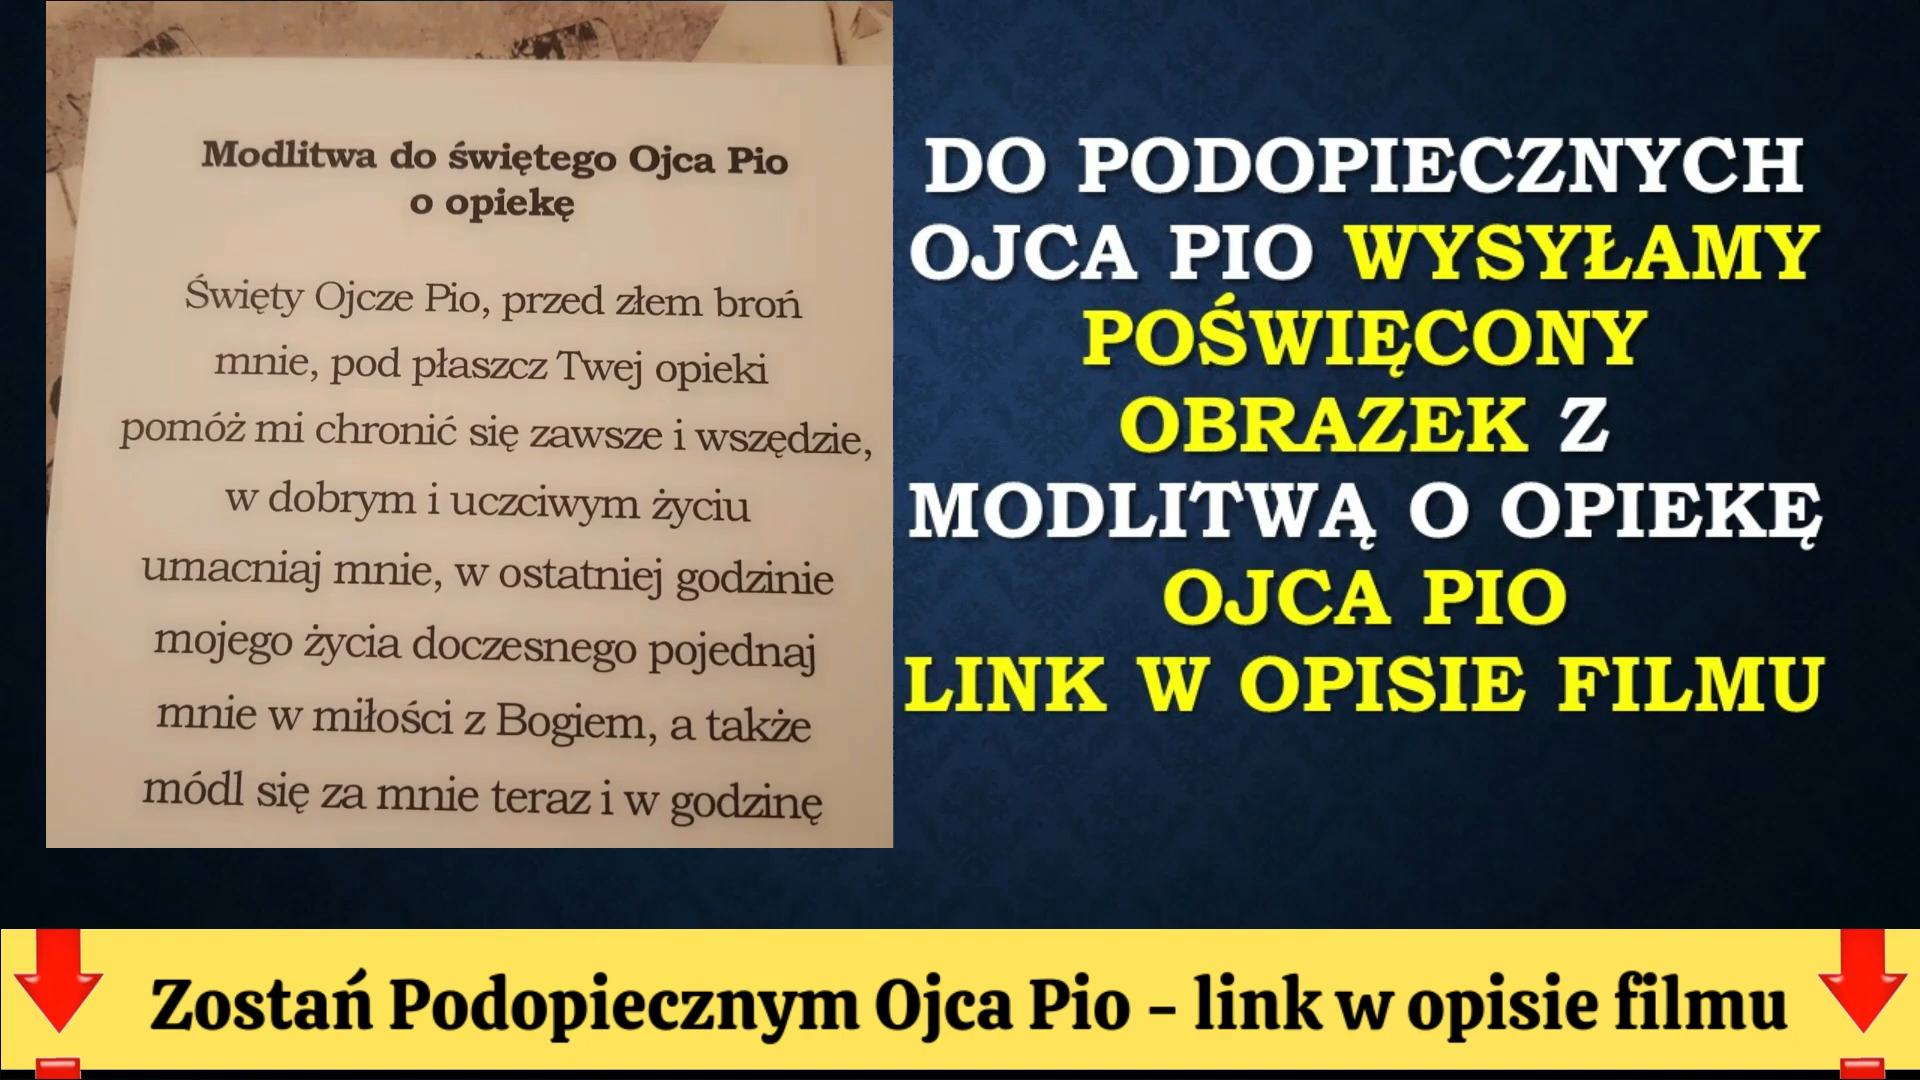 Modlitwa do świętego Ojca Pio
o opiekę
Święty Ojcze Pio, przed złem broń
mnie, pod płaszcz Twej opieki
pomóż mi chronić się zawsze i wszędzie,
w dobrym i uczciwym życiu
umacniaj mnie, w ostatniej godzinie
mojego życia doczesnego pojednaj
mnie w miłości z Bogiem, a także
módl się za mnie teraz i w godzinę
DO PODOPIECZNYCH
OJCA PIO WYSYŁAMY
POŚWIĘCONY
OBRAZEK Z
MODLITWĄ O OPIEKĘ
OJCA PIO
LINK W OPISIE FILMU
Zostań Podopiecznym Ojca Pio - link w opisie filmu